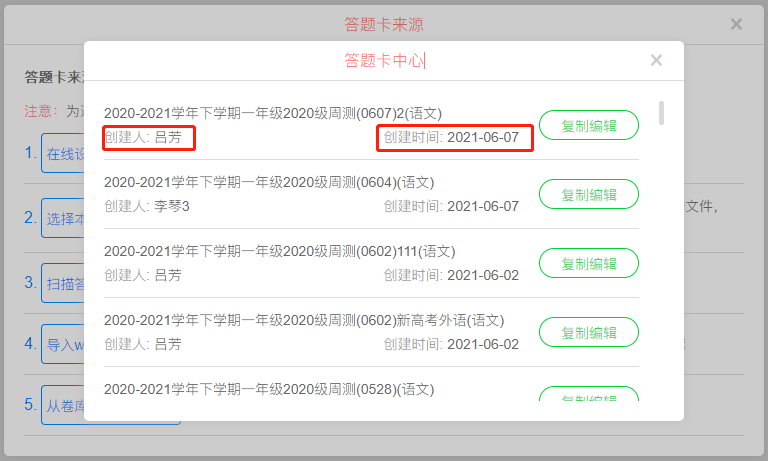 答题卡来源
答题卡中心
答题卡来
注意：为
2020-2021学年下学期一年级2020级周测(0607)2(语文)
创建人: 吕芳
创建时间: 2021-06-07
复制编辑
1. 在线设
2020-2021学年下学期一年级2020级周测(0604)(语文)
创建人: 李琴3
创建时间: 2021-06-07
复制编辑
2. 选择本
文件，
2020-2021学年下学期一年级2020级周测(0602)111(语文)
创建人: 吕芳
创建时间: 2021-06-02
复制编辑
3. 扫描答
2020-2021学年下学期一年级2020级周测(0602)新高考外语(语文)
创建人: 吕芳
创建时间: 2021-06-02
复制编辑
4. 导入w
2020-2021学年下学期一年级2020级周测(0528)(语文)
复制编辑
5. 从卷库